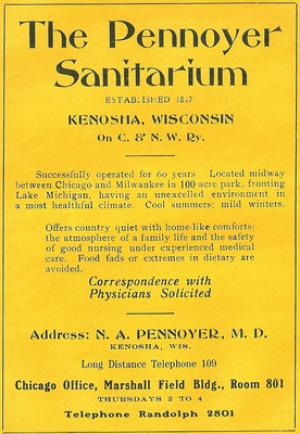 The Pennoyer
Sanitarium
ESTABLISHED 1857
KENOSHA, WISCONSIN
On C. & N. W. Ry.
Successfully operated for 60 years Located midway
between Chicago and Milwaukee in 100-acre park, fronting
Lake Michigan, having an unexcelled environment in
a most healthful climate. Cool summers; mild winters.
Offers country quiet with home-like comforts;
the atmosphere of a family life and the safety
of good nursing under experienced medical
care. Food fads or extremes in dietary are
avoided.
Correspondence with
Physicians Solicited
Address: N. A. PENNOYER, M. D.
KENOSHA, WIS.
Long Distance Telephone 109
Chicago Office, Marshall Field Bldg., Room 801
THURSDAYS 2 TO 4
Telephone Randolph 2801